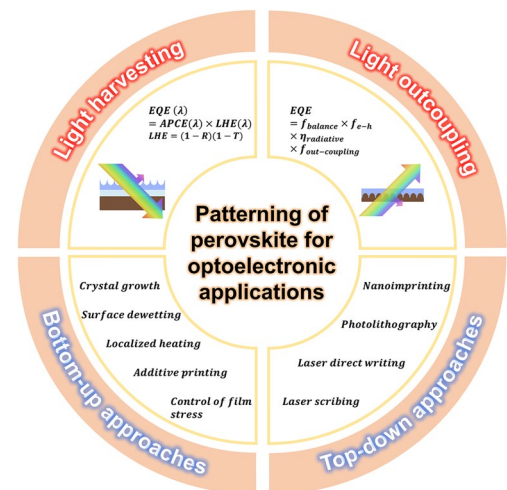 Light harvesting
Light outcoupling
EQE (λ)
= APCE(λ) × LHE(λ)
LHE = (1 − R)(1 − T)
EQE
= f_balance × f_e−h
× η_radiative
× f_out−coupling
Patterning of
perovskite for
optoelectronic
applications
Crystal growth
Surface dewetting
Localized heating
Additive printing
Control of film
stress
Nanoimprinting
Photolithography
Laser direct writing
Laser scribing
Bottom-up approaches
Top-down approaches